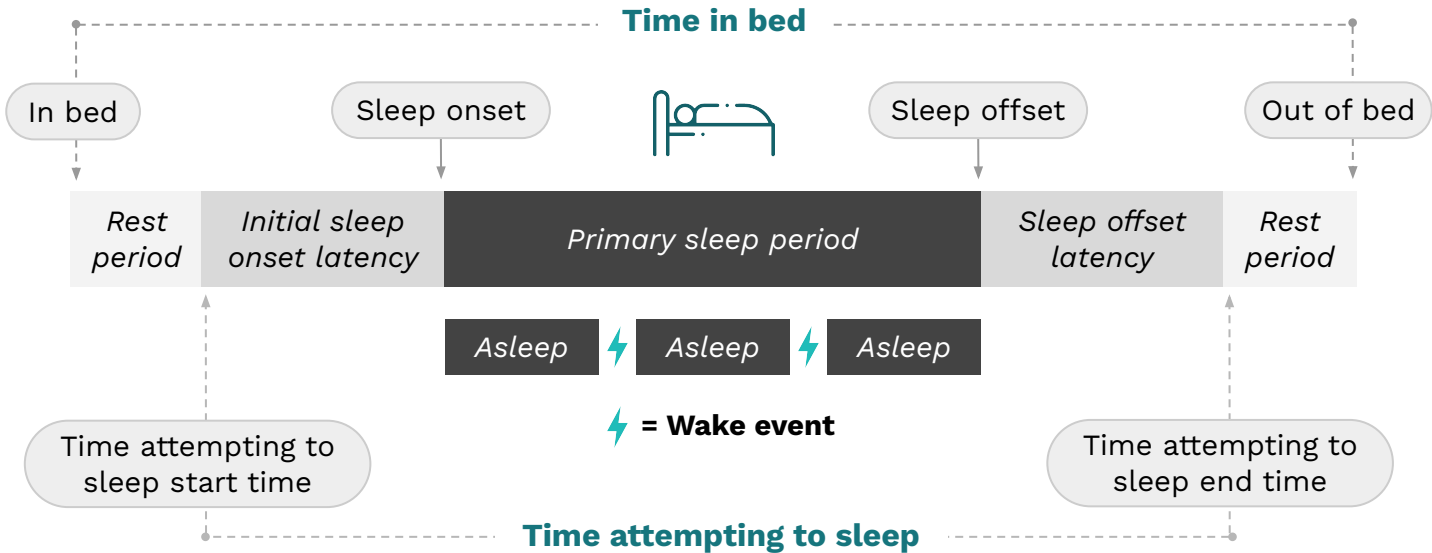 Time in bed
In bed
Sleep onset
Sleep offset
Out of bed
Rest
period
Initial sleep
onset latency
Primary sleep period
Sleep offset
latency
Rest
period
Asleep
Asleep
Asleep
= Wake event
Time attempting to
sleep start time
Time attempting to
sleep end time
Time attempting to sleep